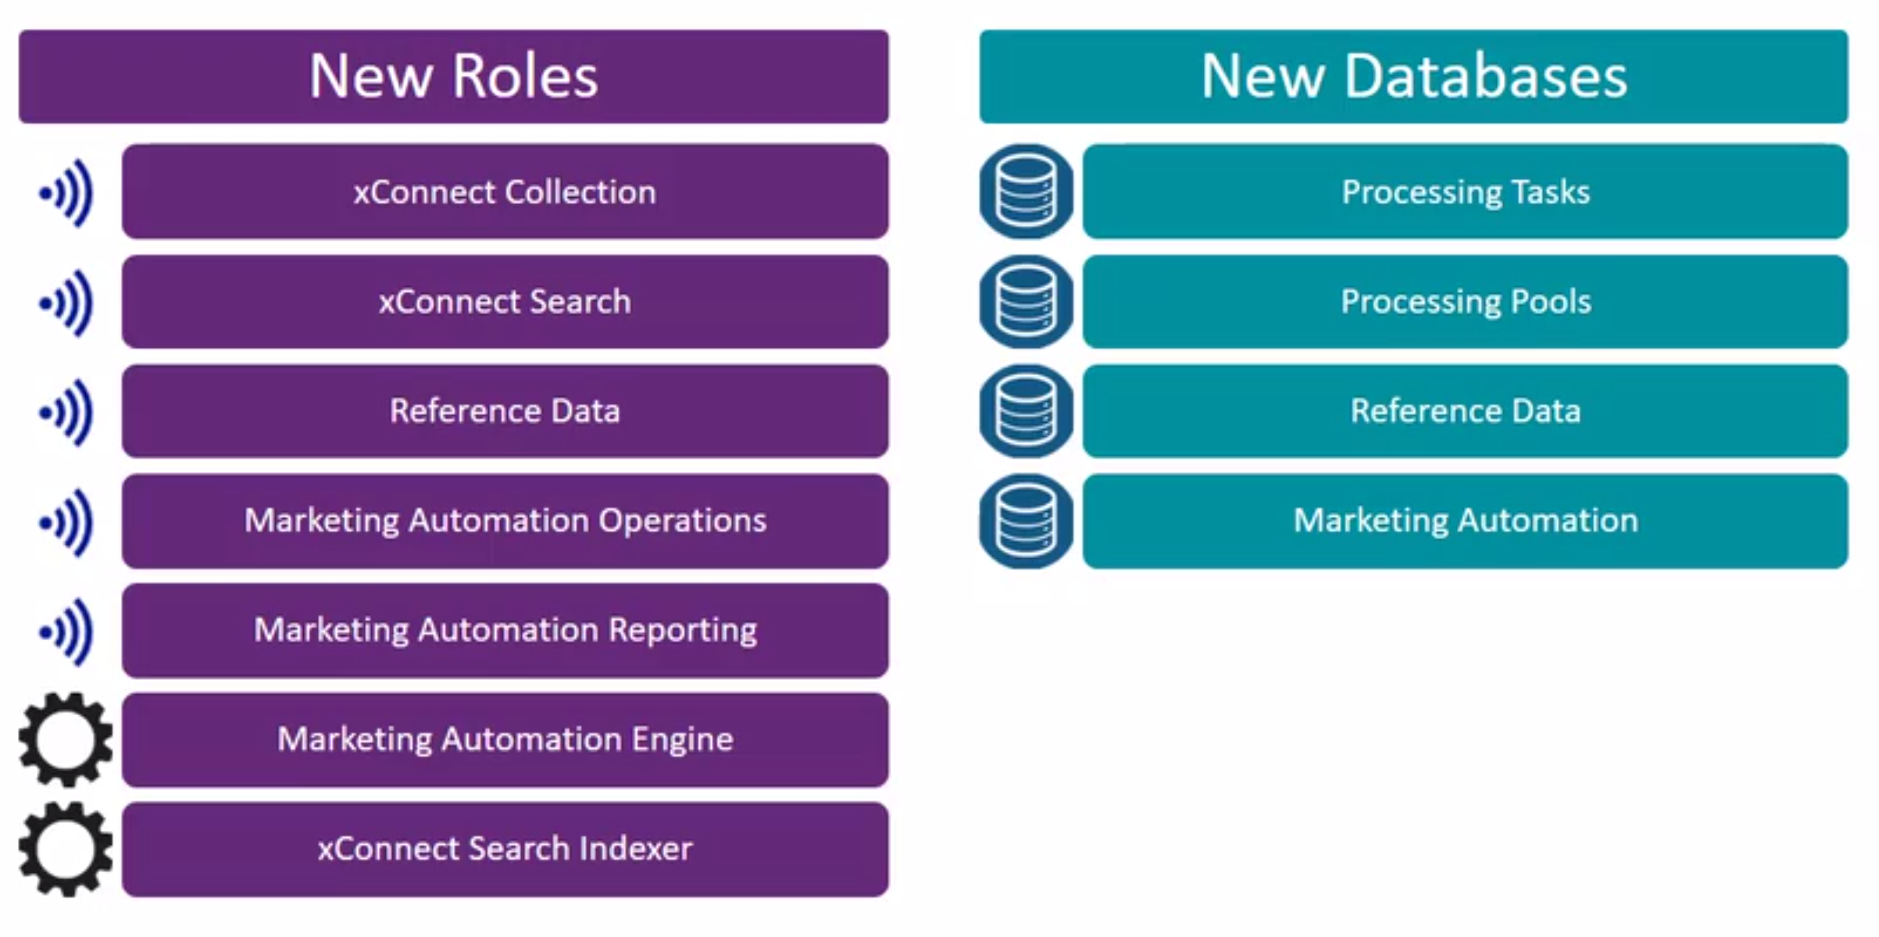 New Roles
xConnect Collection
xConnect Search
Reference Data
Marketing Automation Operations
Marketing Automation Reporting
Marketing Automation Engine
xConnect Search Indexer
New Databases
Processing Tasks
Processing Pools
Reference Data
Marketing Automation